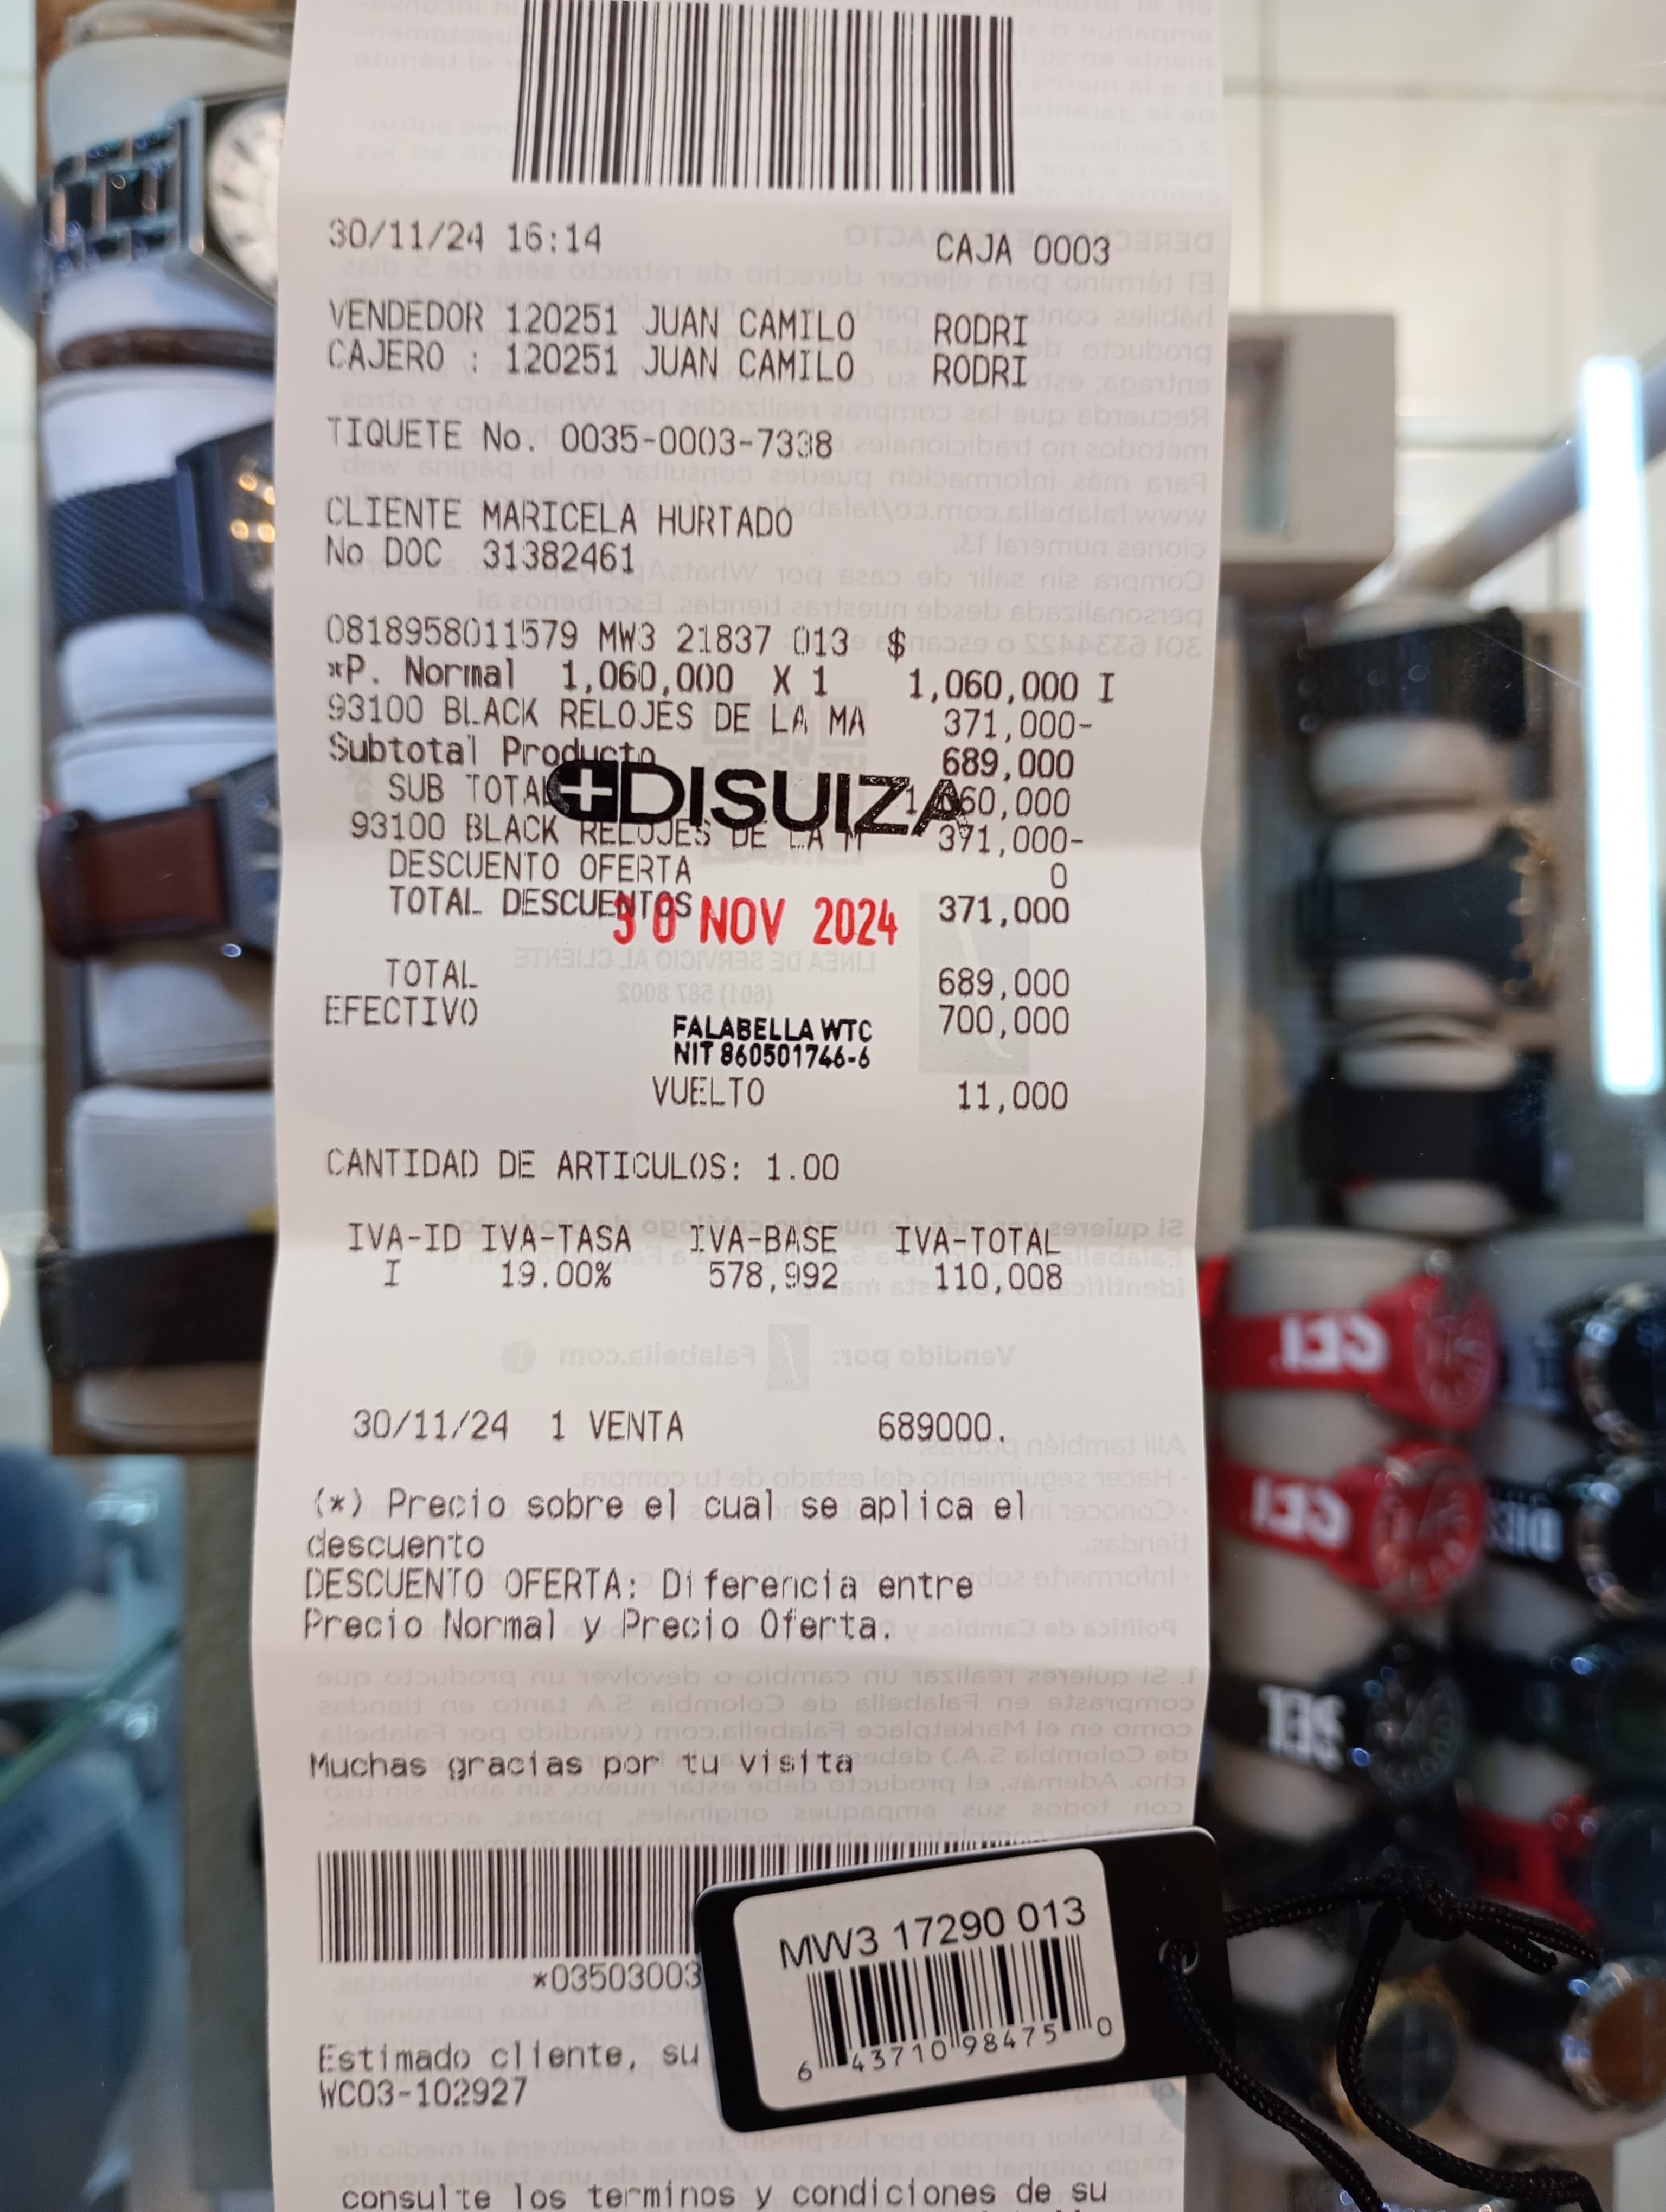 30/11/24 16:14 CAJA 0003
VENDEDOR 120251 JUAN CAMILO RODRI
CAJERO : 120251 JUAN CAMILO RODRI
TIQUETE No. 0035-0003-7338
CLIENTE MARICELA HURTADO
No DOC 31382461
0818958011579 MW3 21837 013 $
*P. Normal 1,060,000 X 1 1,060,000 I
93100 BLACK RELOJES DE LA MA 371,000-
Subtotal Producto 689,000
SUB TOTAL 1,060,000
DISUIZA
93100 BLACK RELOJES DE LA M 371,000-
DESCUENTO OFERTA 0
TOTAL DESCUENTOS 371,000
30 NOV 2024
TOTAL 689,000
EFECTIVO 700,000
FALABELLA WTC
NIT 860501746-6
VUELTO 11,000
CANTIDAD DE ARTICULOS: 1.00
IVA-ID IVA-TASA IVA-BASE IVA-TOTAL
I 19.00% 578,992 110,008
30/11/24 1 VENTA 689000.
(*) Precio sobre el cual se aplica el
descuento
DESCUENTO OFERTA: Diferencia entre
Precio Normal y Precio Oferta.
Muchas gracias por tu visita
*03503003
MW3 17290 013
6 43710 98475 0
Estimado cliente, su
WC03-102927
consulte los terminos y condiciones de su